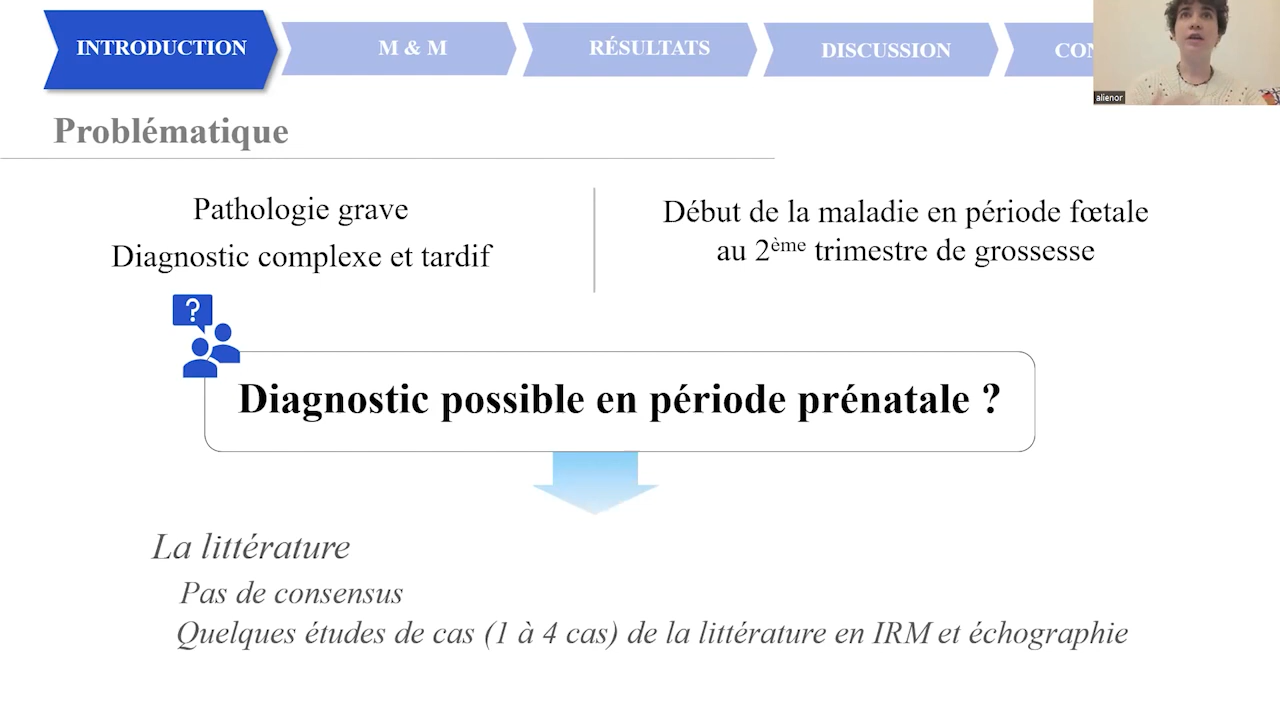 INTRODUCTION
M & M
RÉSULTATS
DISCUSSION
alienor
Problématique
Pathologie grave
Diagnostic complexe et tardif
Début de la maladie en période fœtale
au 2ème trimestre de grossesse
?
Diagnostic possible en période prénatale ?
La littérature
Pas de consensus
Quelques études de cas (1 à 4 cas) de la littérature en IRM et échographie